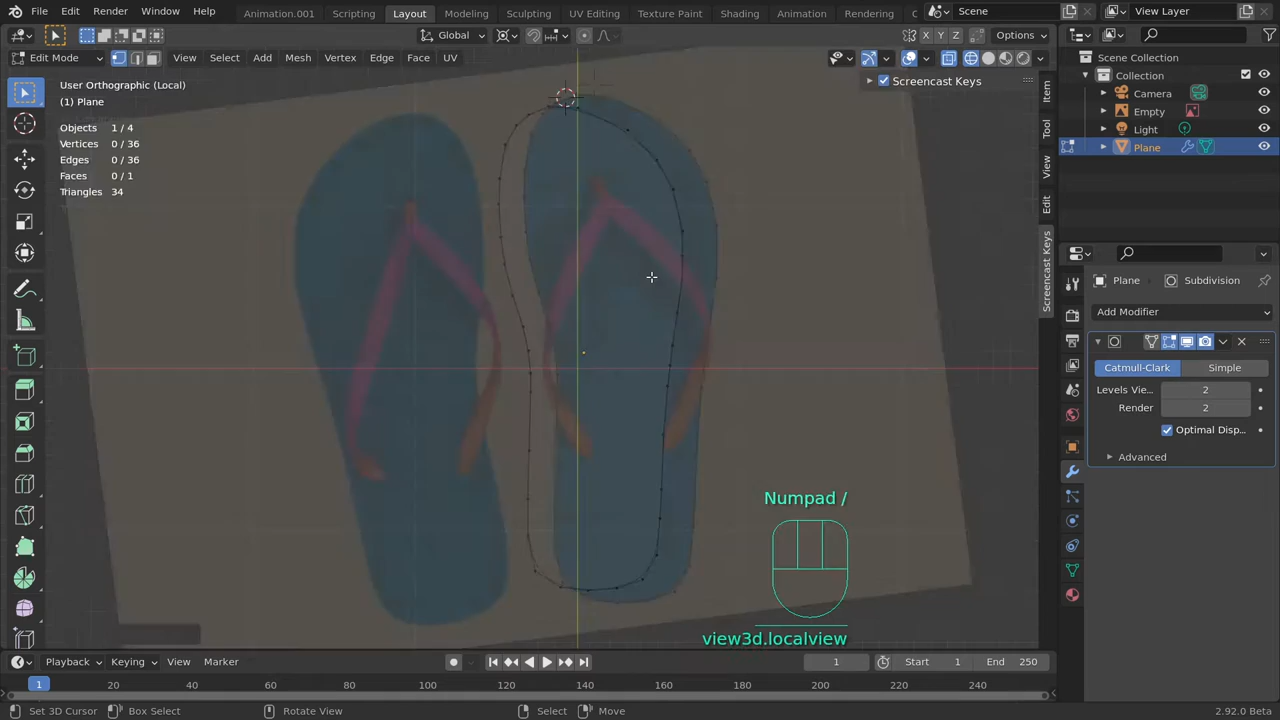 File Edit Render Window Help Animation.001 Scripting Layout Modeling Sculpting UV Editing Texture Paint Shading Animation Rendering Scene View Layer
Global Options
Edit Mode View Select Add Mesh Vertex Edge Face UV
X Y Z
Screencast Keys
User Orthographic (Local)
(1) Plane
Objects 1 / 4
Vertices 0 / 36
Edges 0 / 36
Faces 0 / 1
Triangles 34
Item
Tool
View
Edit
Screencast Keys
Scene Collection
Collection
Camera
Empty
Light
Plane
Plane Subdivision
Add Modifier
Catmull-Clark Simple
Levels Vie... 2
Render 2
Optimal Disp...
Advanced
Numpad /
view3d.localview
Playback Keying View Marker 1 Start 1 End 250
1 20 40 60 80 100 120 140 160 180 200 220 240
Set 3D Cursor Box Select Rotate View Select Move 2.92.0 Beta